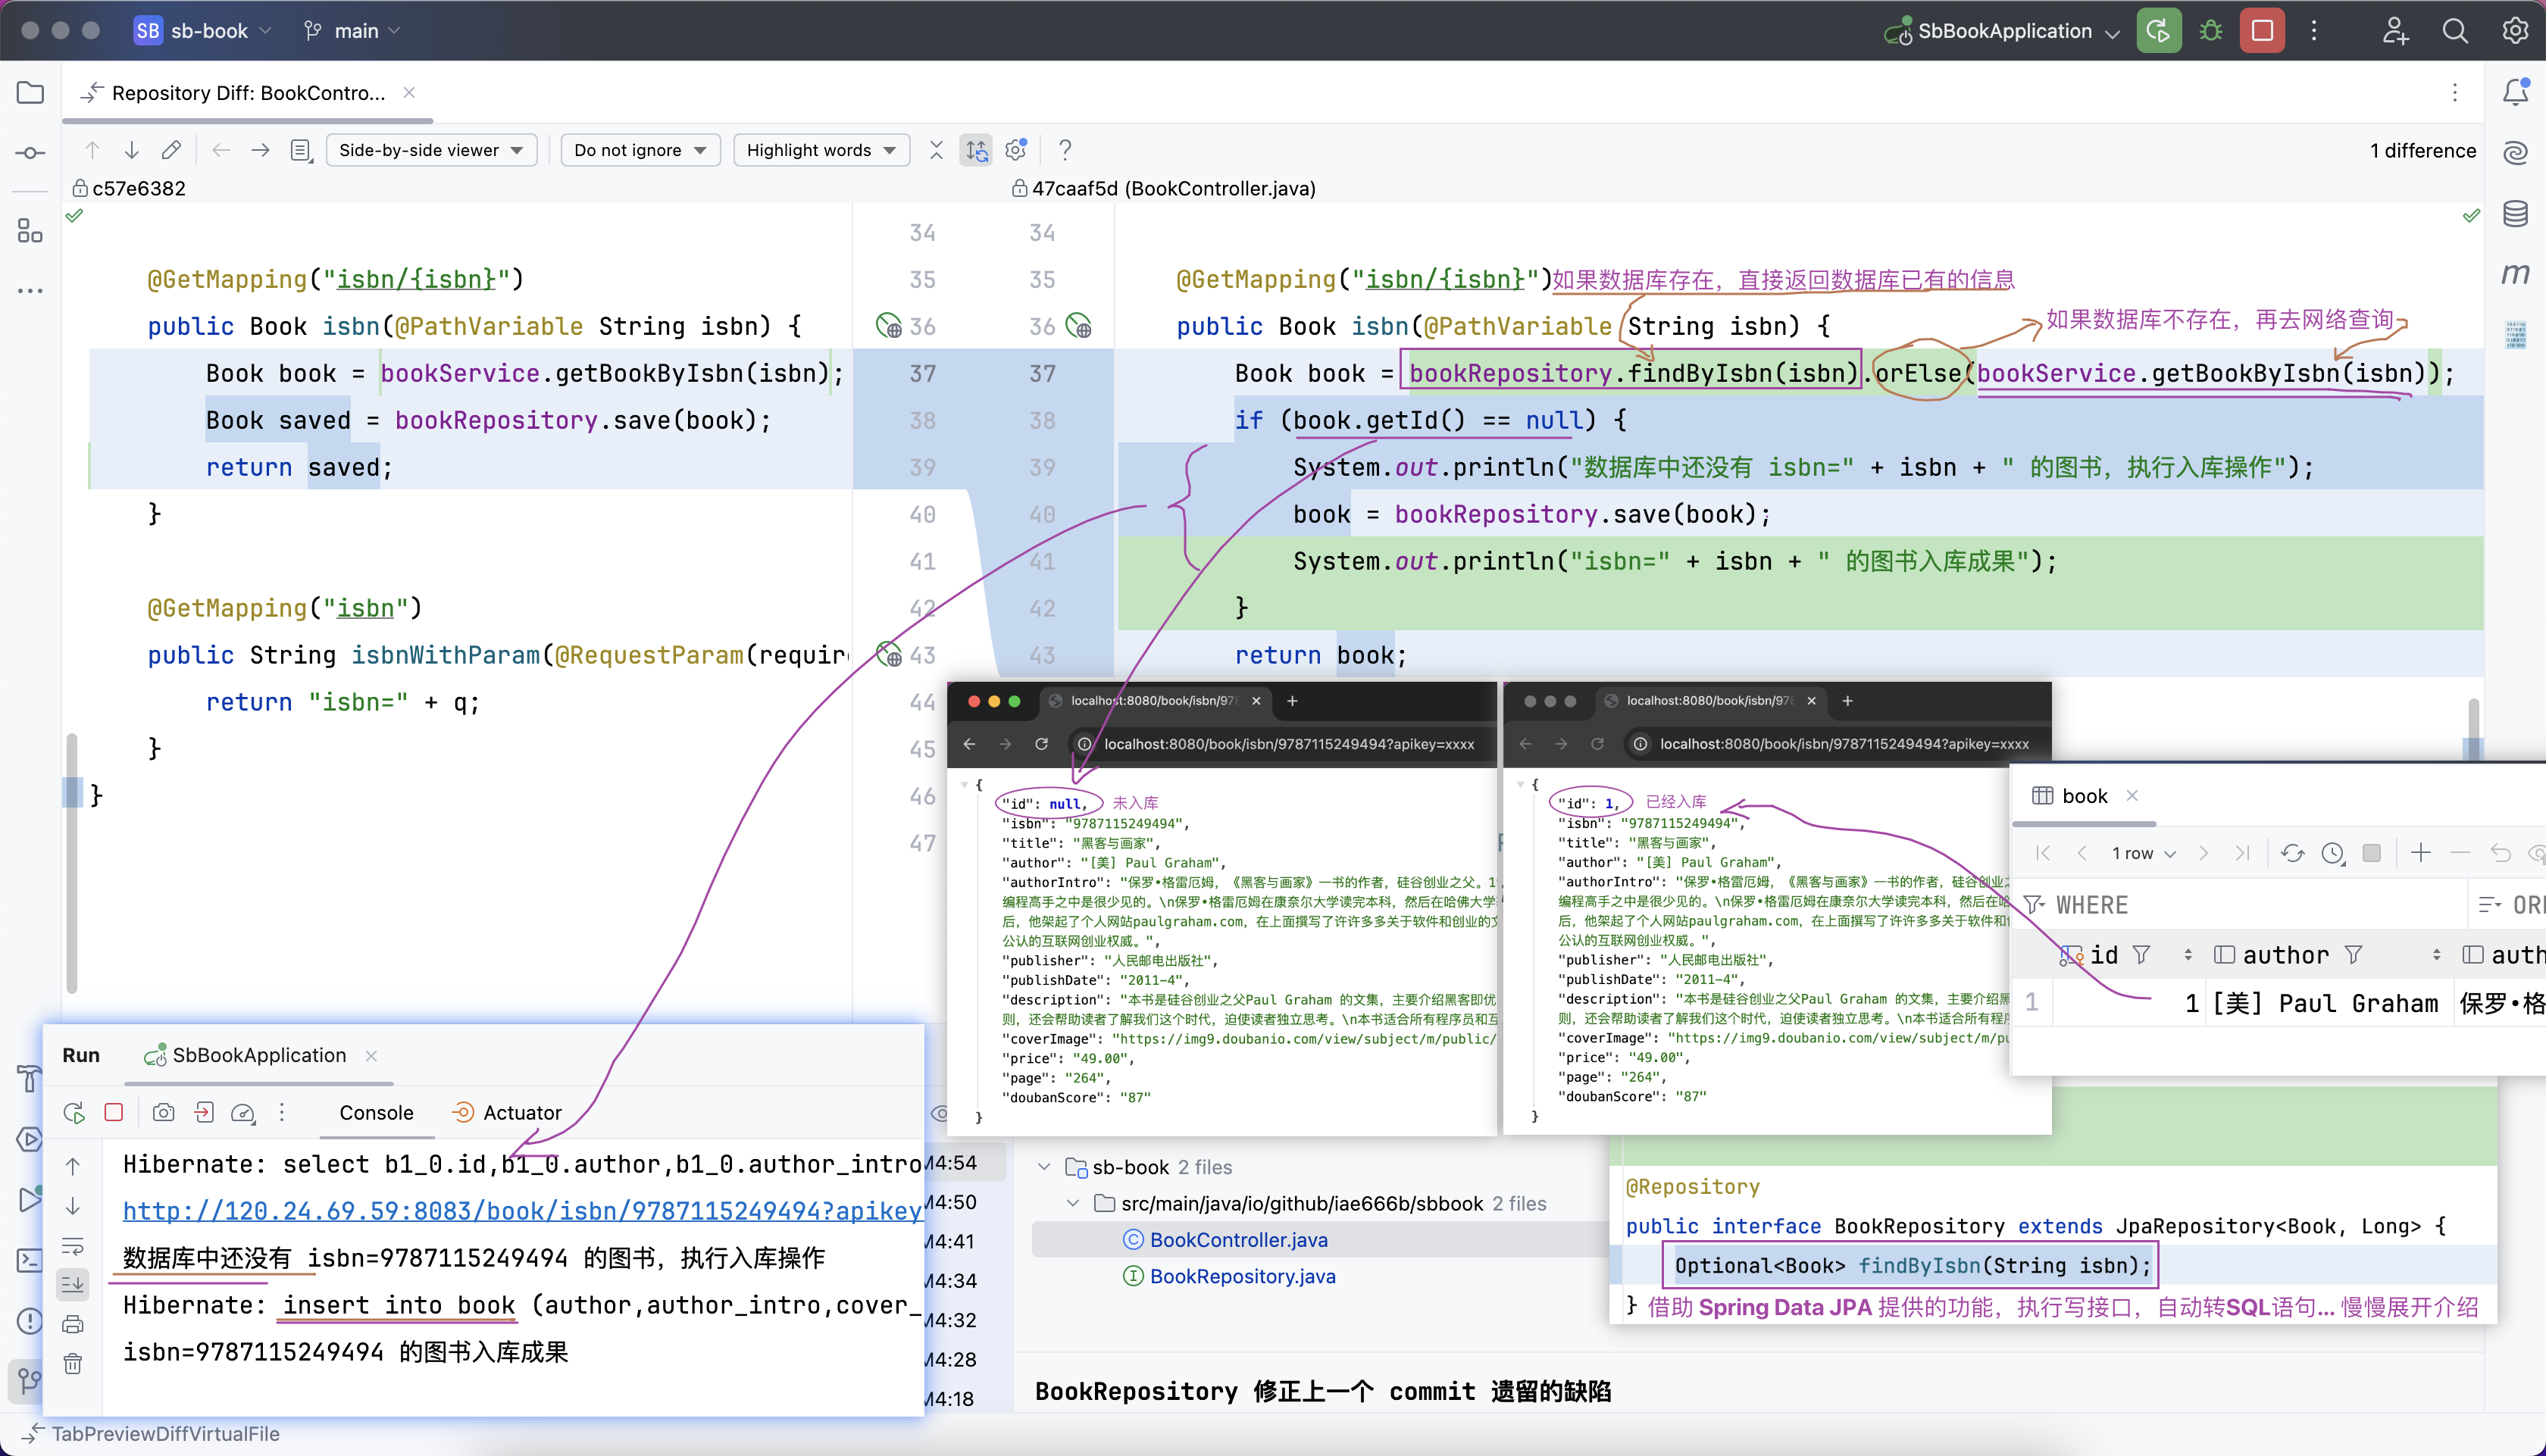 SB sb-book main SbBookApplication
Repository Diff: BookContro...
Side-by-side viewer Do not ignore Highlight words ? 1 difference
c57e6382 47caaf5d (BookController.java)
34 34
@GetMapping("isbn/{isbn}") 35
public Book isbn(@PathVariable String isbn) { 36
Book book = bookService.getBookByIsbn(isbn); 37
Book saved = bookRepository.save(book); 38
return saved; 39
} 40
41
@GetMapping("isbn") 42
public String isbnWithParam(@RequestParam(require 43
return "isbn=" + q; 44
} 45
} 46
47
35 @GetMapping("isbn/{isbn}") 如果数据库存在，直接返回数据库已有的信息
36 public Book isbn(@PathVariable String isbn) { 如果数据库不存在，再去网络查询
37 Book book = bookRepository.findByIsbn(isbn).orElse(bookService.getBookByIsbn(isbn));
38 if (book.getId() == null) {
39 System.out.println("数据库中还没有 isbn=" + isbn + " 的图书，执行入库操作");
40 book = bookRepository.save(book);
41 System.out.println("isbn=" + isbn + " 的图书入库成果");
42 }
43 return book;
localhost:8080/book/isbn/978
localhost:8080/book/isbn/9787115249494?apikey=xxxx
{
"id": null, 未入库
"isbn": "9787115249494",
"title": "黑客与画家",
"author": "[美] Paul Graham",
"authorIntro": "保罗•格雷厄姆，《黑客与画家》一书的作者，硅谷创业之父。1
编程高手之中是很少见的。\n保罗•格雷厄姆在康奈尔大学读完本科，然后在哈佛大学
后，他架起了个人网站paulgraham.com，在上面撰写了许许多多关于软件和创业的文
公认的互联网创业权威。",
"publisher": "人民邮电出版社",
"publishDate": "2011-4",
"description": "本书是硅谷创业之父Paul Graham 的文集，主要介绍黑客即优
则，还会帮助读者了解我们这个时代，迫使读者独立思考。\n本书适合所有程序员和互
"coverImage": "https://img9.doubanio.com/view/subject/m/public/
"price": "49.00",
"page": "264",
"doubanScore": "87"
}
localhost:8080/book/isbn/978
localhost:8080/book/isbn/9787115249494?apikey=xxxx
{
"id": 1, 已经入库
"isbn": "9787115249494",
"title": "黑客与画家",
"author": "[美] Paul Graham",
"authorIntro": "保罗•格雷厄姆，《黑客与画家》一书的作者，硅谷创业之
编程高手之中是很少见的。\n保罗•格雷厄姆在康奈尔大学读完本科，然后在哈
后，他架起了个人网站paulgraham.com，在上面撰写了许许多多关于软件和
公认的互联网创业权威。",
"publisher": "人民邮电出版社",
"publishDate": "2011-4",
"description": "本书是硅谷创业之父Paul Graham 的文集，主要介绍黑
则，还会帮助读者了解我们这个时代，迫使读者独立思考。\n本书适合所有程序
"coverImage": "https://img9.doubanio.com/view/subject/m/pu
"price": "49.00",
"page": "264",
"doubanScore": "87"
}
book
1 row
WHERE
id author auth
1 1 [美] Paul Graham 保罗•格
Run SbBookApplication
Console Actuator
Hibernate: select b1_0.id,b1_0.author,b1_0.author_intro
http://120.24.69.59:8083/book/isbn/9787115249494?apikey
数据库中还没有 isbn=9787115249494 的图书，执行入库操作
Hibernate: insert into book (author,author_intro,cover_
isbn=9787115249494 的图书入库成果
4:54
4:50
4:41
4:34
4:32
4:28
4:18
sb-book 2 files
src/main/java/io/github/iae666b/sbbook 2 files
BookController.java
BookRepository.java
@Repository
public interface BookRepository extends JpaRepository<Book, Long> {
Optional<Book> findByIsbn(String isbn);
} 借助 Spring Data JPA 提供的功能，执行写接口，自动转SQL语句... 慢慢展开介绍
BookRepository 修正上一个 commit 遗留的缺陷
TabPreviewDiffVirtualFile